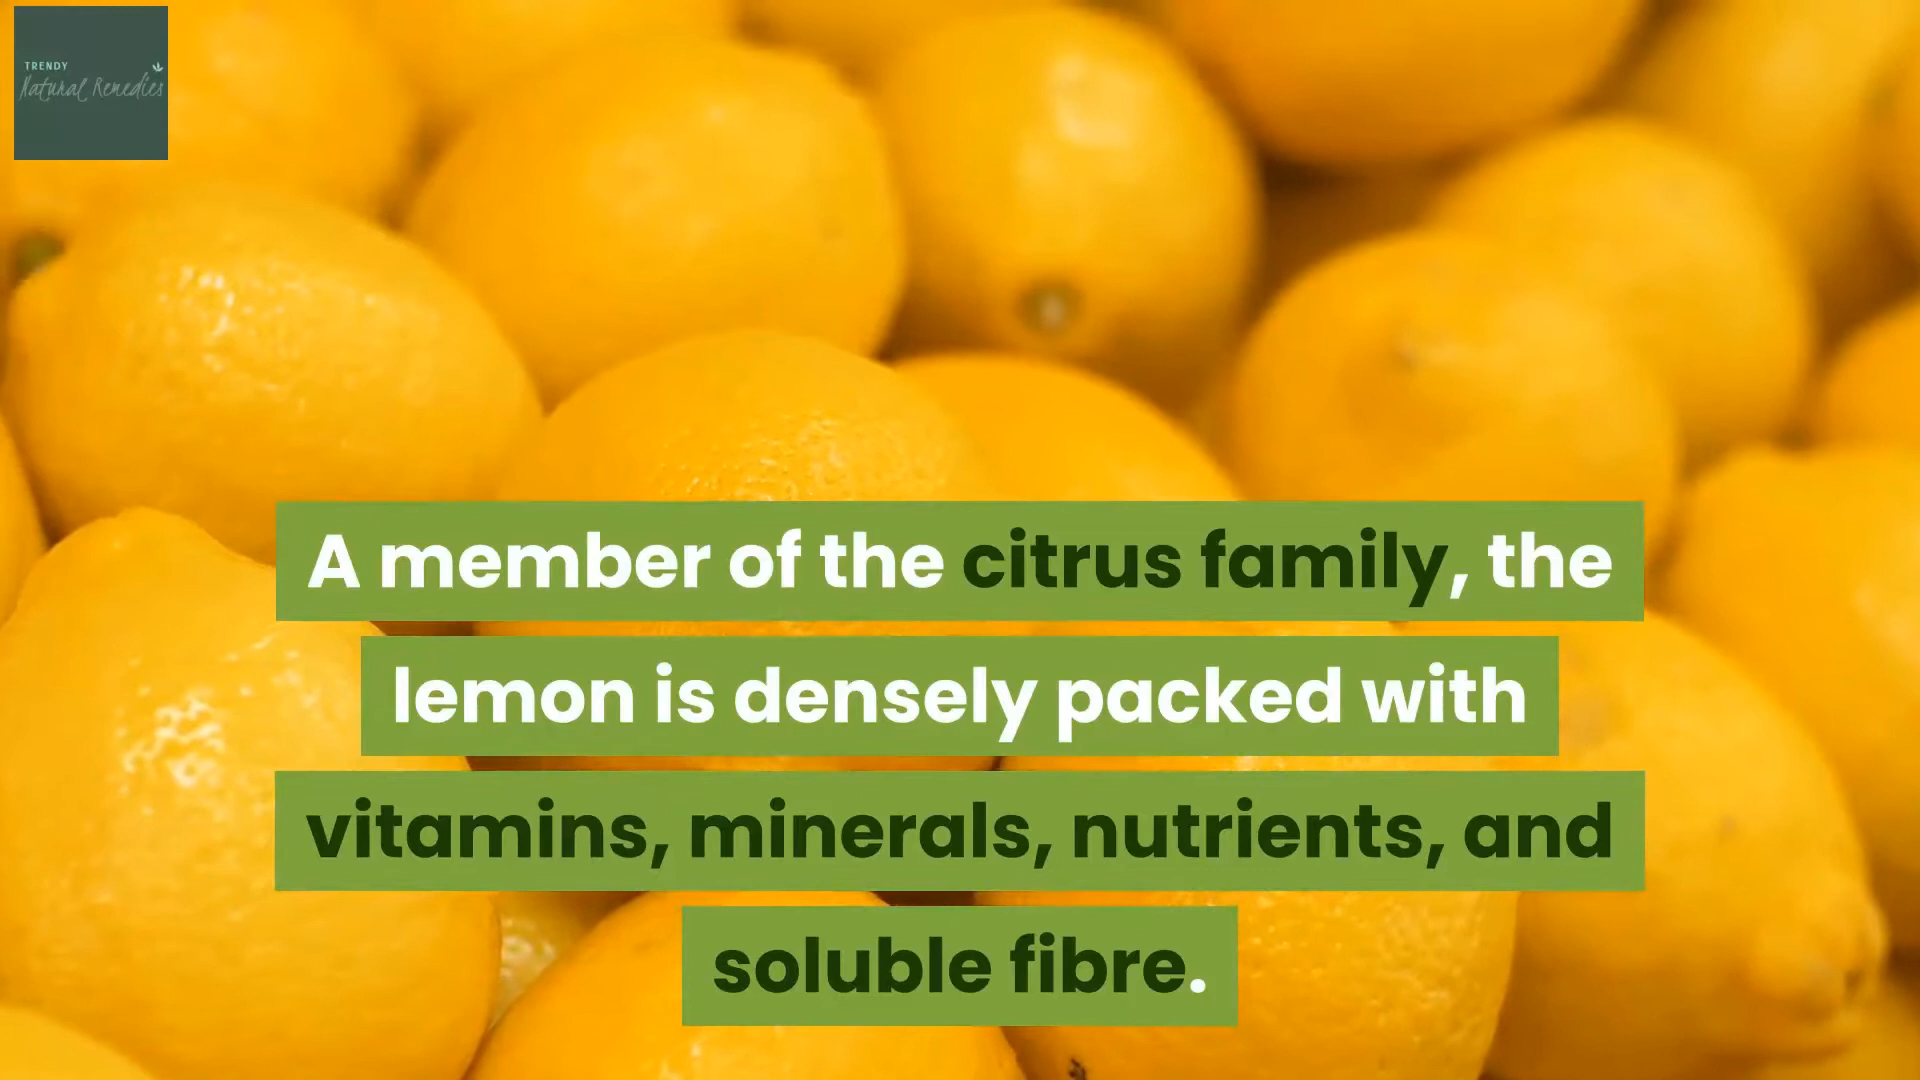 TRENDY
Natural Remedies
A member of the citrus family, the
lemon is densely packed with
vitamins, minerals, nutrients, and
soluble fibre.